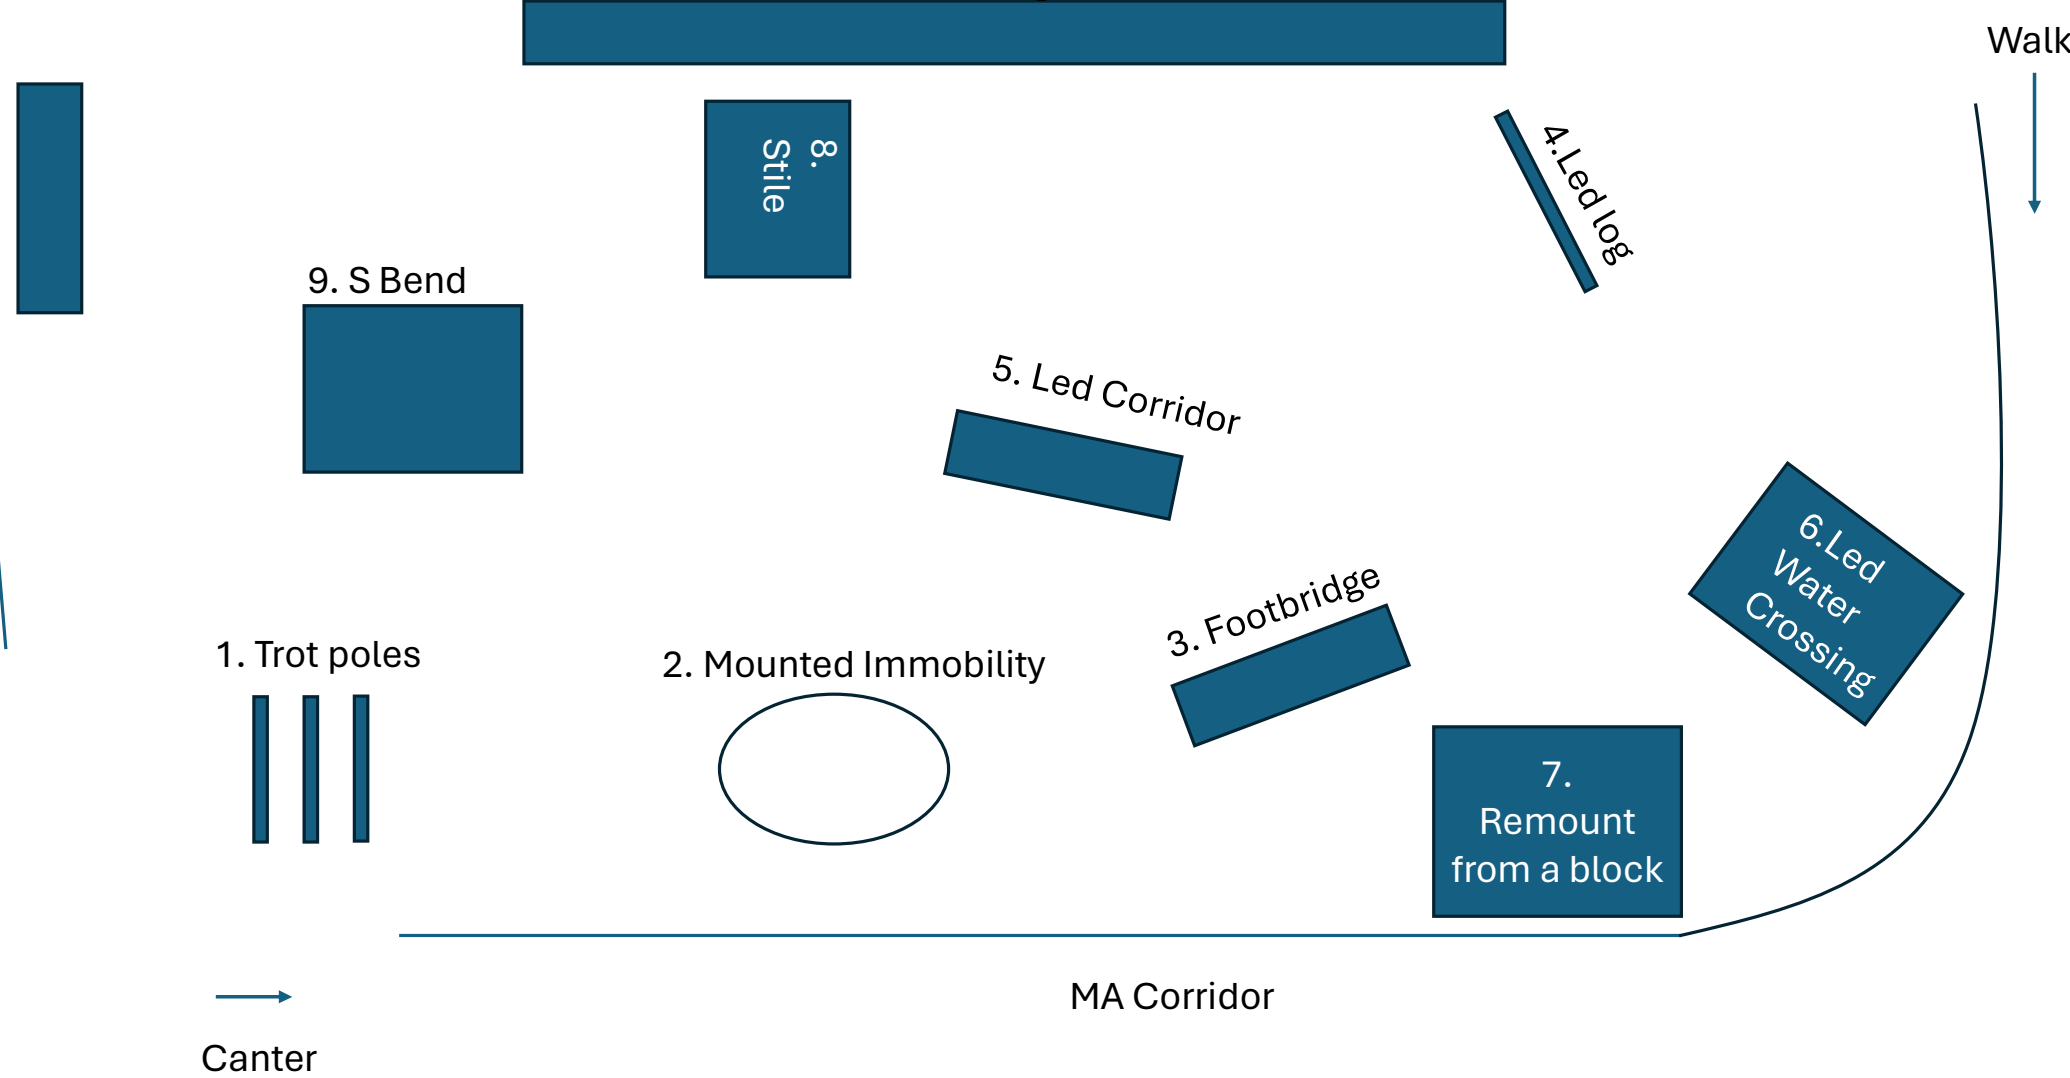 Walk
8.
Stile
4.Led log
9. S Bend
5. Led Corridor
6.Led
Water
Crossing
3. Footbridge
1. Trot poles
2. Mounted Immobility
7.
Remount
from a block
MA Corridor
Canter